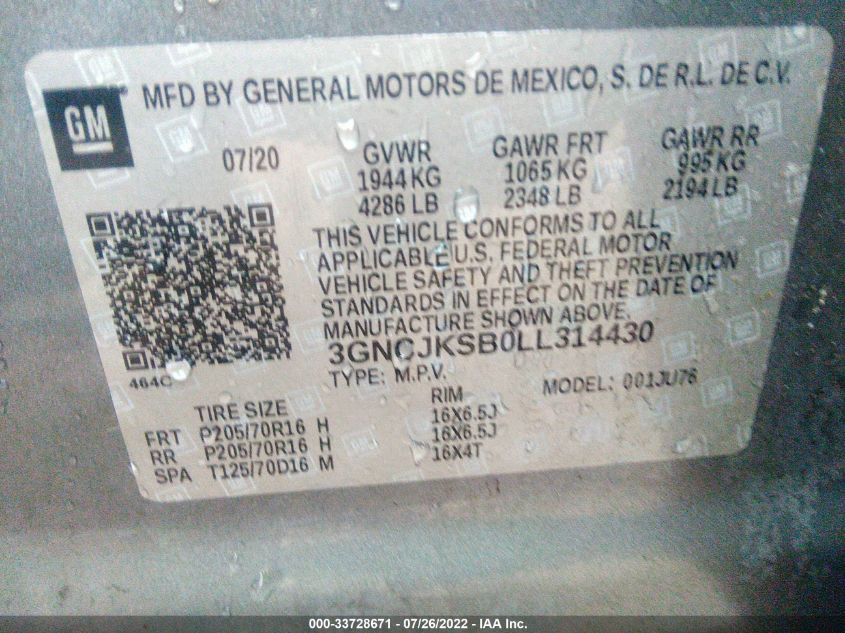 GM
MFD BY GENERAL MOTORS DE MEXICO, S. DE R.L. DE C.V.
07/20
GVWR
1944 KG
4286 LB
GAWR FRT
1065 KG
2348 LB
GAWR RR
995 KG
2194 LB
THIS VEHICLE CONFORMS TO ALL
APPLICABLE U.S. FEDERAL MOTOR
VEHICLE SAFETY AND THEFT PREVENTION
STANDARDS IN EFFECT ON THE DATE OF
MANUFACTURE SHOWN ABOVE.
3GNCJKSB0LL314430
464C
TYPE: M.P.V.
MODEL: 001JU76
TIRE SIZE RIM
FRT P205/70R16 H 16X6.5J
RR P205/70R16 H 16X6.5J
SPA T125/70D16 M 16X4T
000-33728671 - 07/26/2022 - IAA Inc.